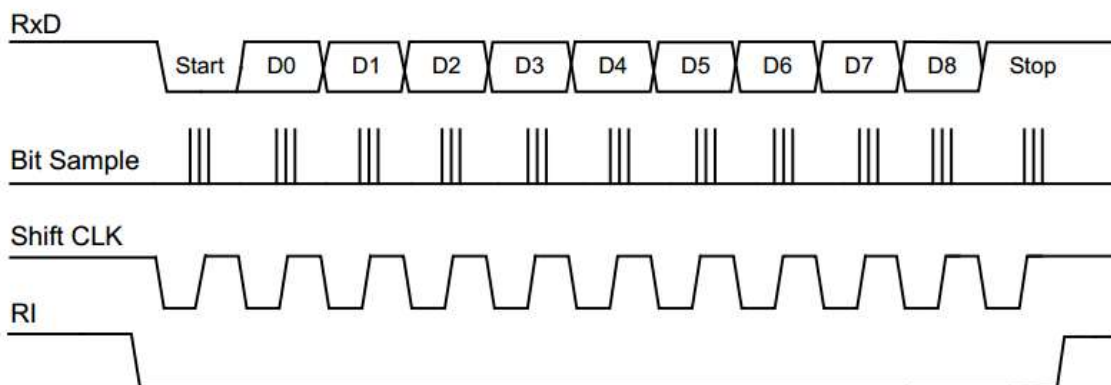 RxD
Start D0 D1 D2 D3 D4 D5 D6 D7 D8 Stop
Bit Sample
Shift CLK
RI